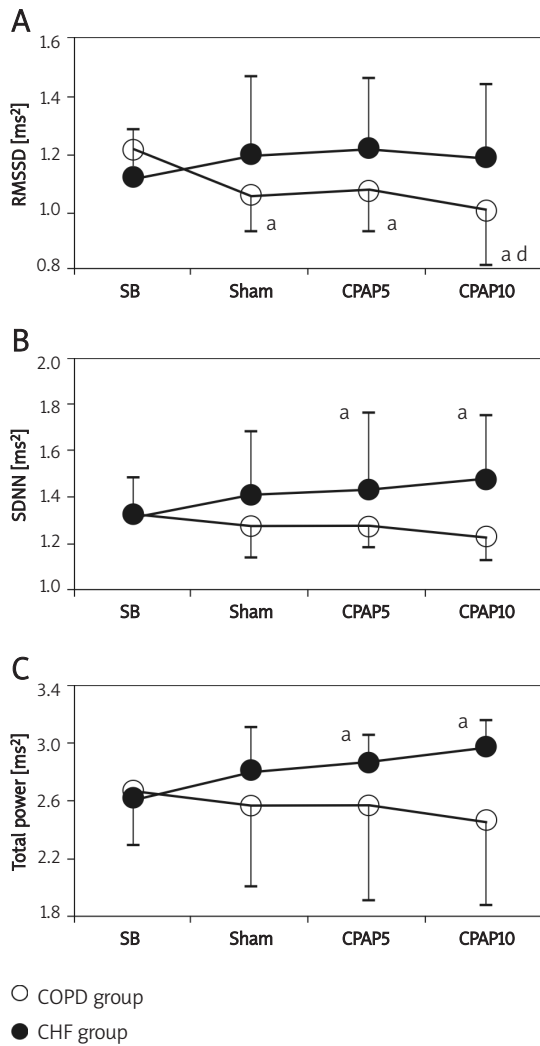 A
RMSSD [ms²]
1.6
1.4
1.2
1.0
0.8
a
a
a d
SB Sham CPAP5 CPAP10
B
SDNN [ms²]
2.0
1.8
1.6
1.4
1.2
1.0
a
a
SB Sham CPAP5 CPAP10
C
Total power [ms²]
3.4
3.0
2.6
2.2
1.8
a
a
SB Sham CPAP5 CPAP10
COPD group
CHF group